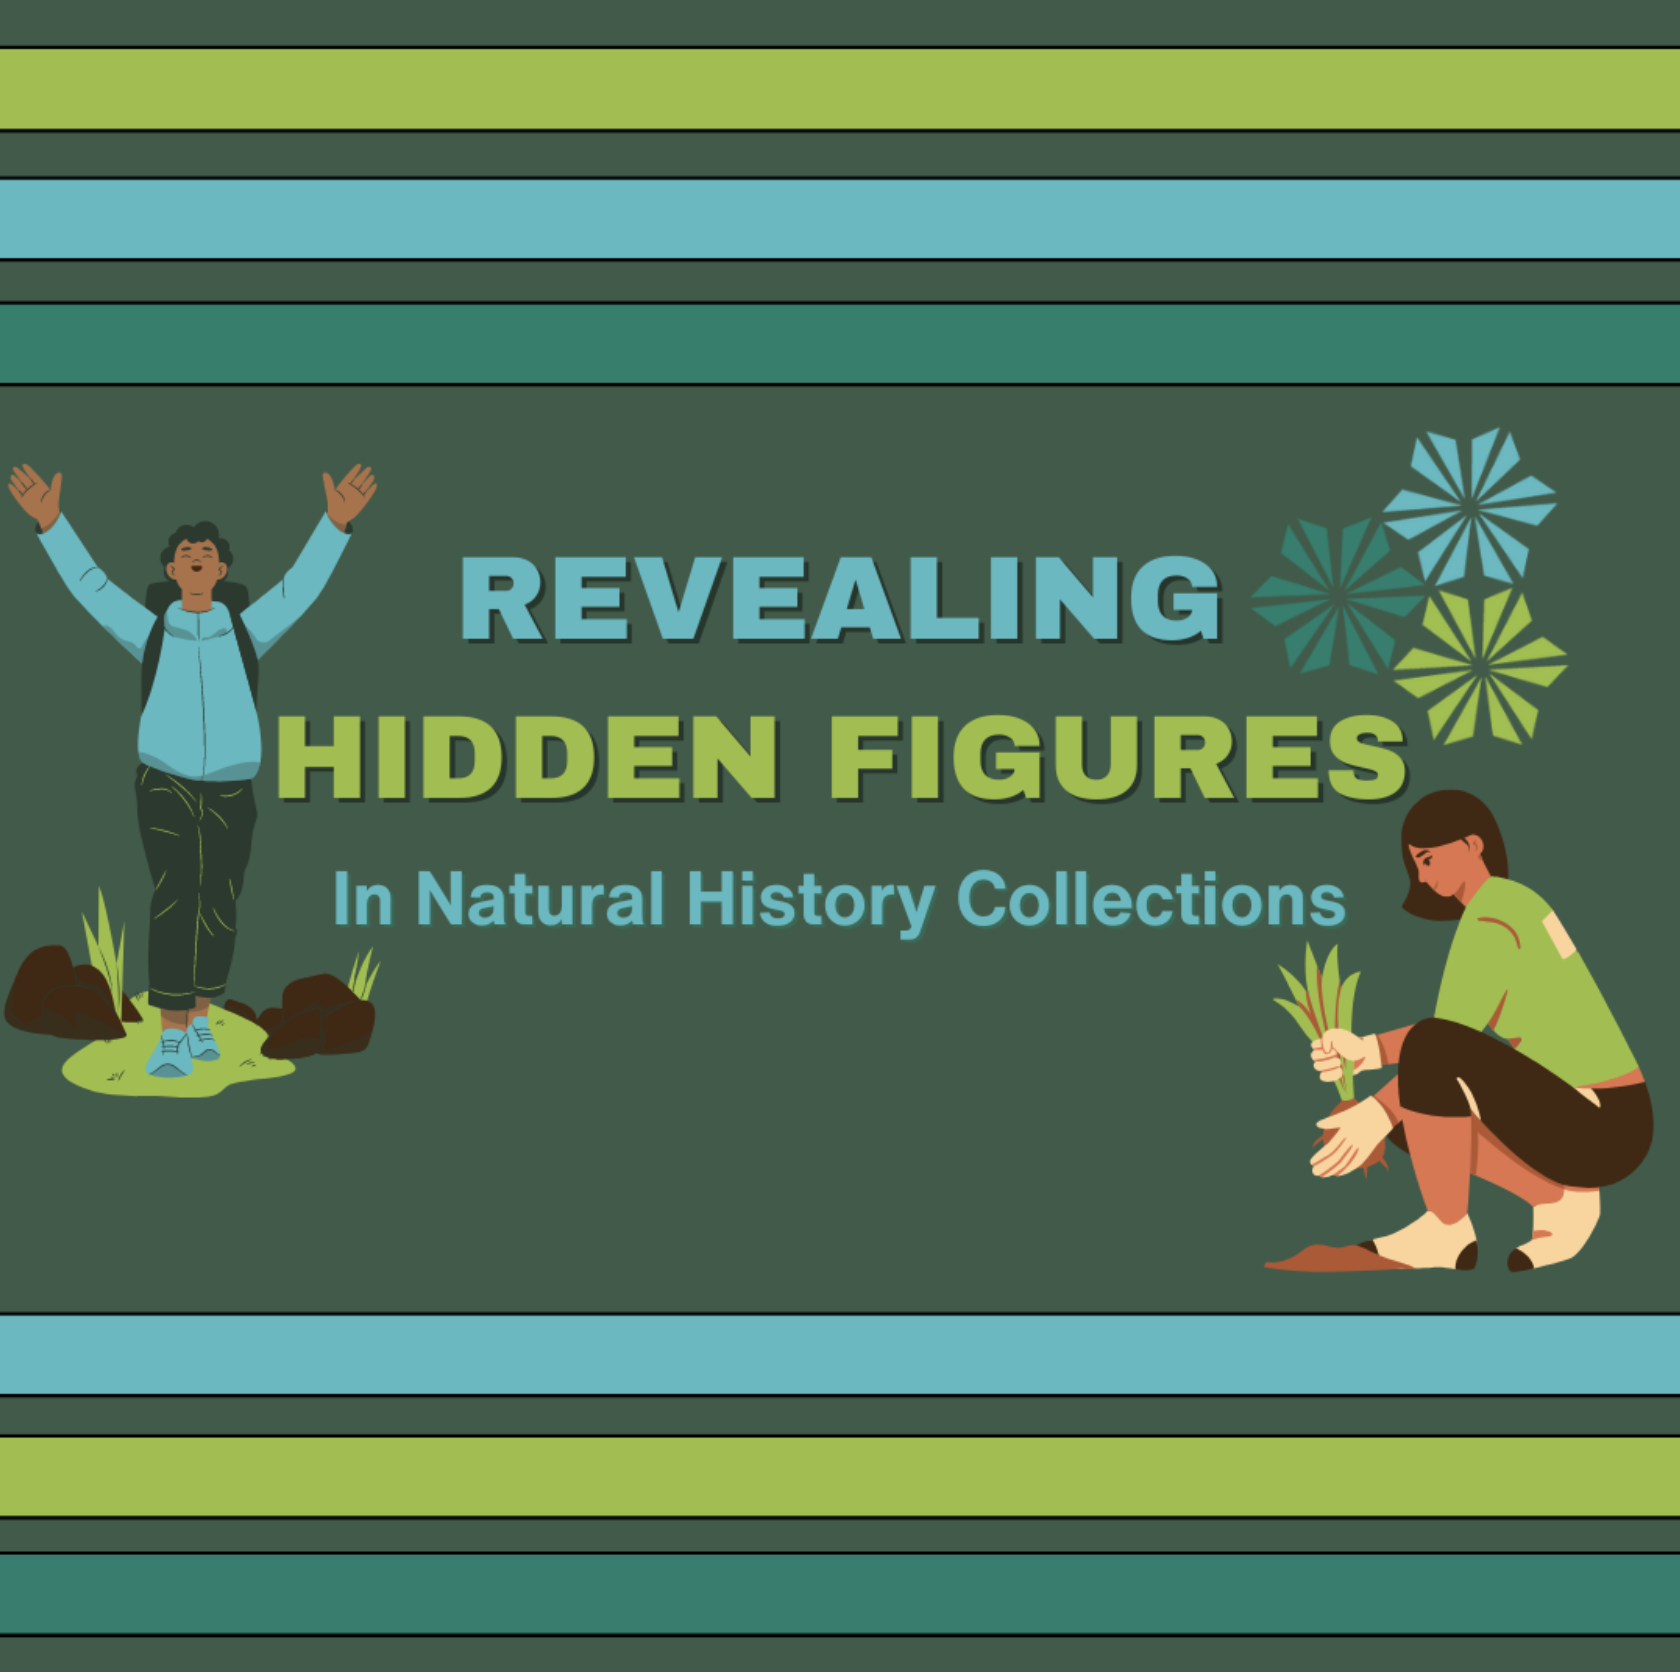 REVEALING
HIDDEN FIGURES
In Natural History Collections